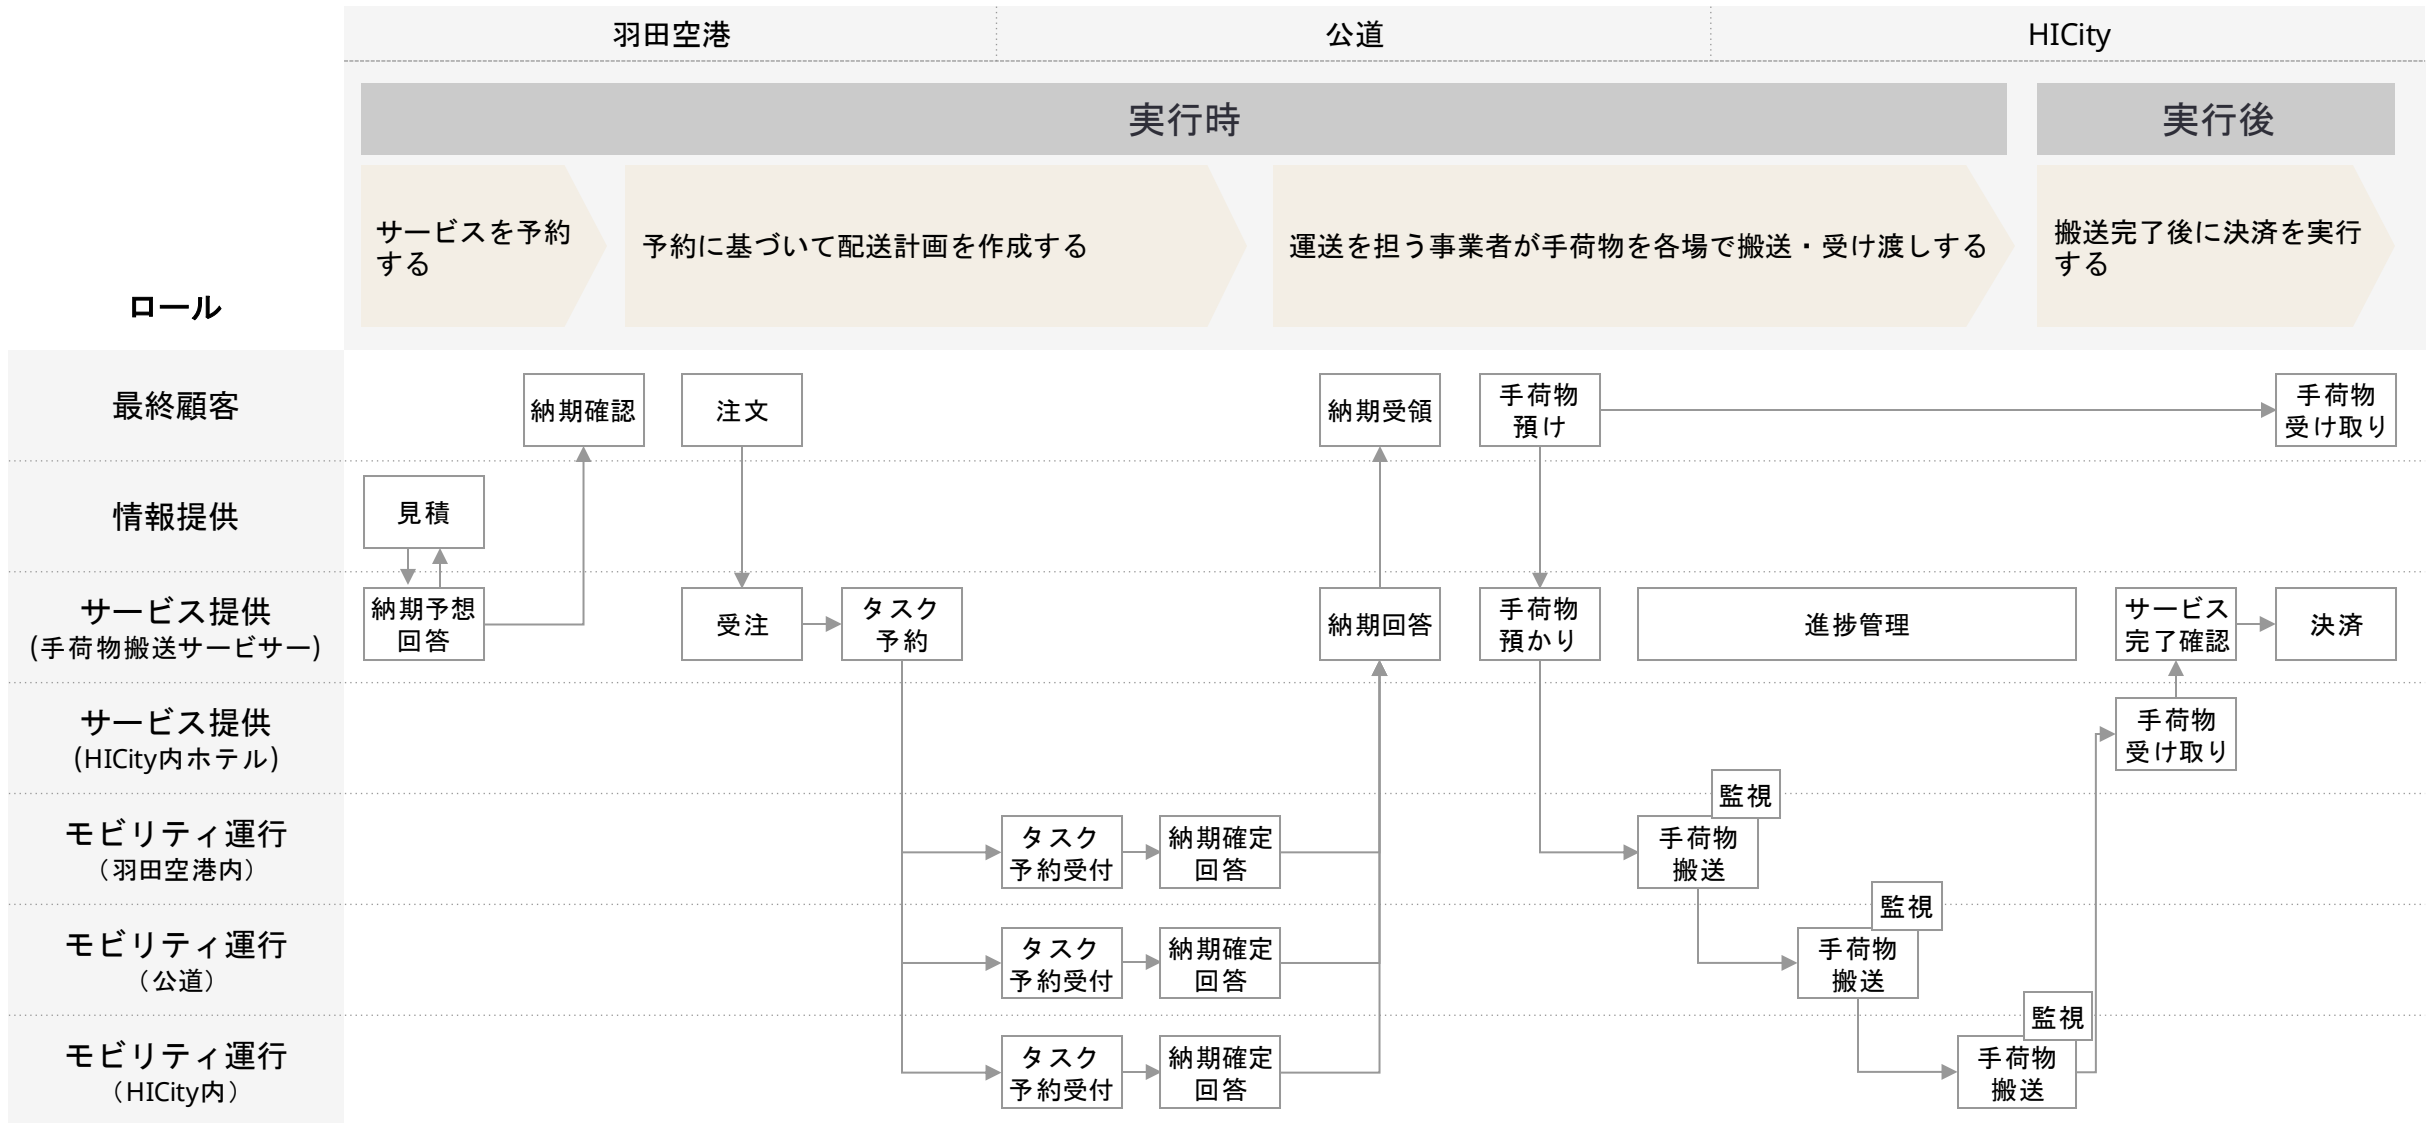 羽田空港
公道
HICity
実行時
実行後
サービスを予約
する
予約に基づいて配送計画を作成する
運送を担う事業者が手荷物を各場で搬送・受け渡しする
搬送完了後に決済を実行
する
ロール
最終顧客
納期確認
注文
納期受領
手荷物
預け
手荷物
受け取り
情報提供
見積
サービス提供
(手荷物搬送サービサー)
納期予想
回答
受注
タスク
予約
納期回答
手荷物
預かり
進捗管理
サービス
完了確認
決済
サービス提供
(HICity内ホテル)
手荷物
受け取り
モビリティ運行
（羽田空港内）
タスク
予約受付
納期確定
回答
監視
手荷物
搬送
モビリティ運行
（公道）
タスク
予約受付
納期確定
回答
監視
手荷物
搬送
モビリティ運行
（HICity内）
タスク
予約受付
納期確定
回答
監視
手荷物
搬送